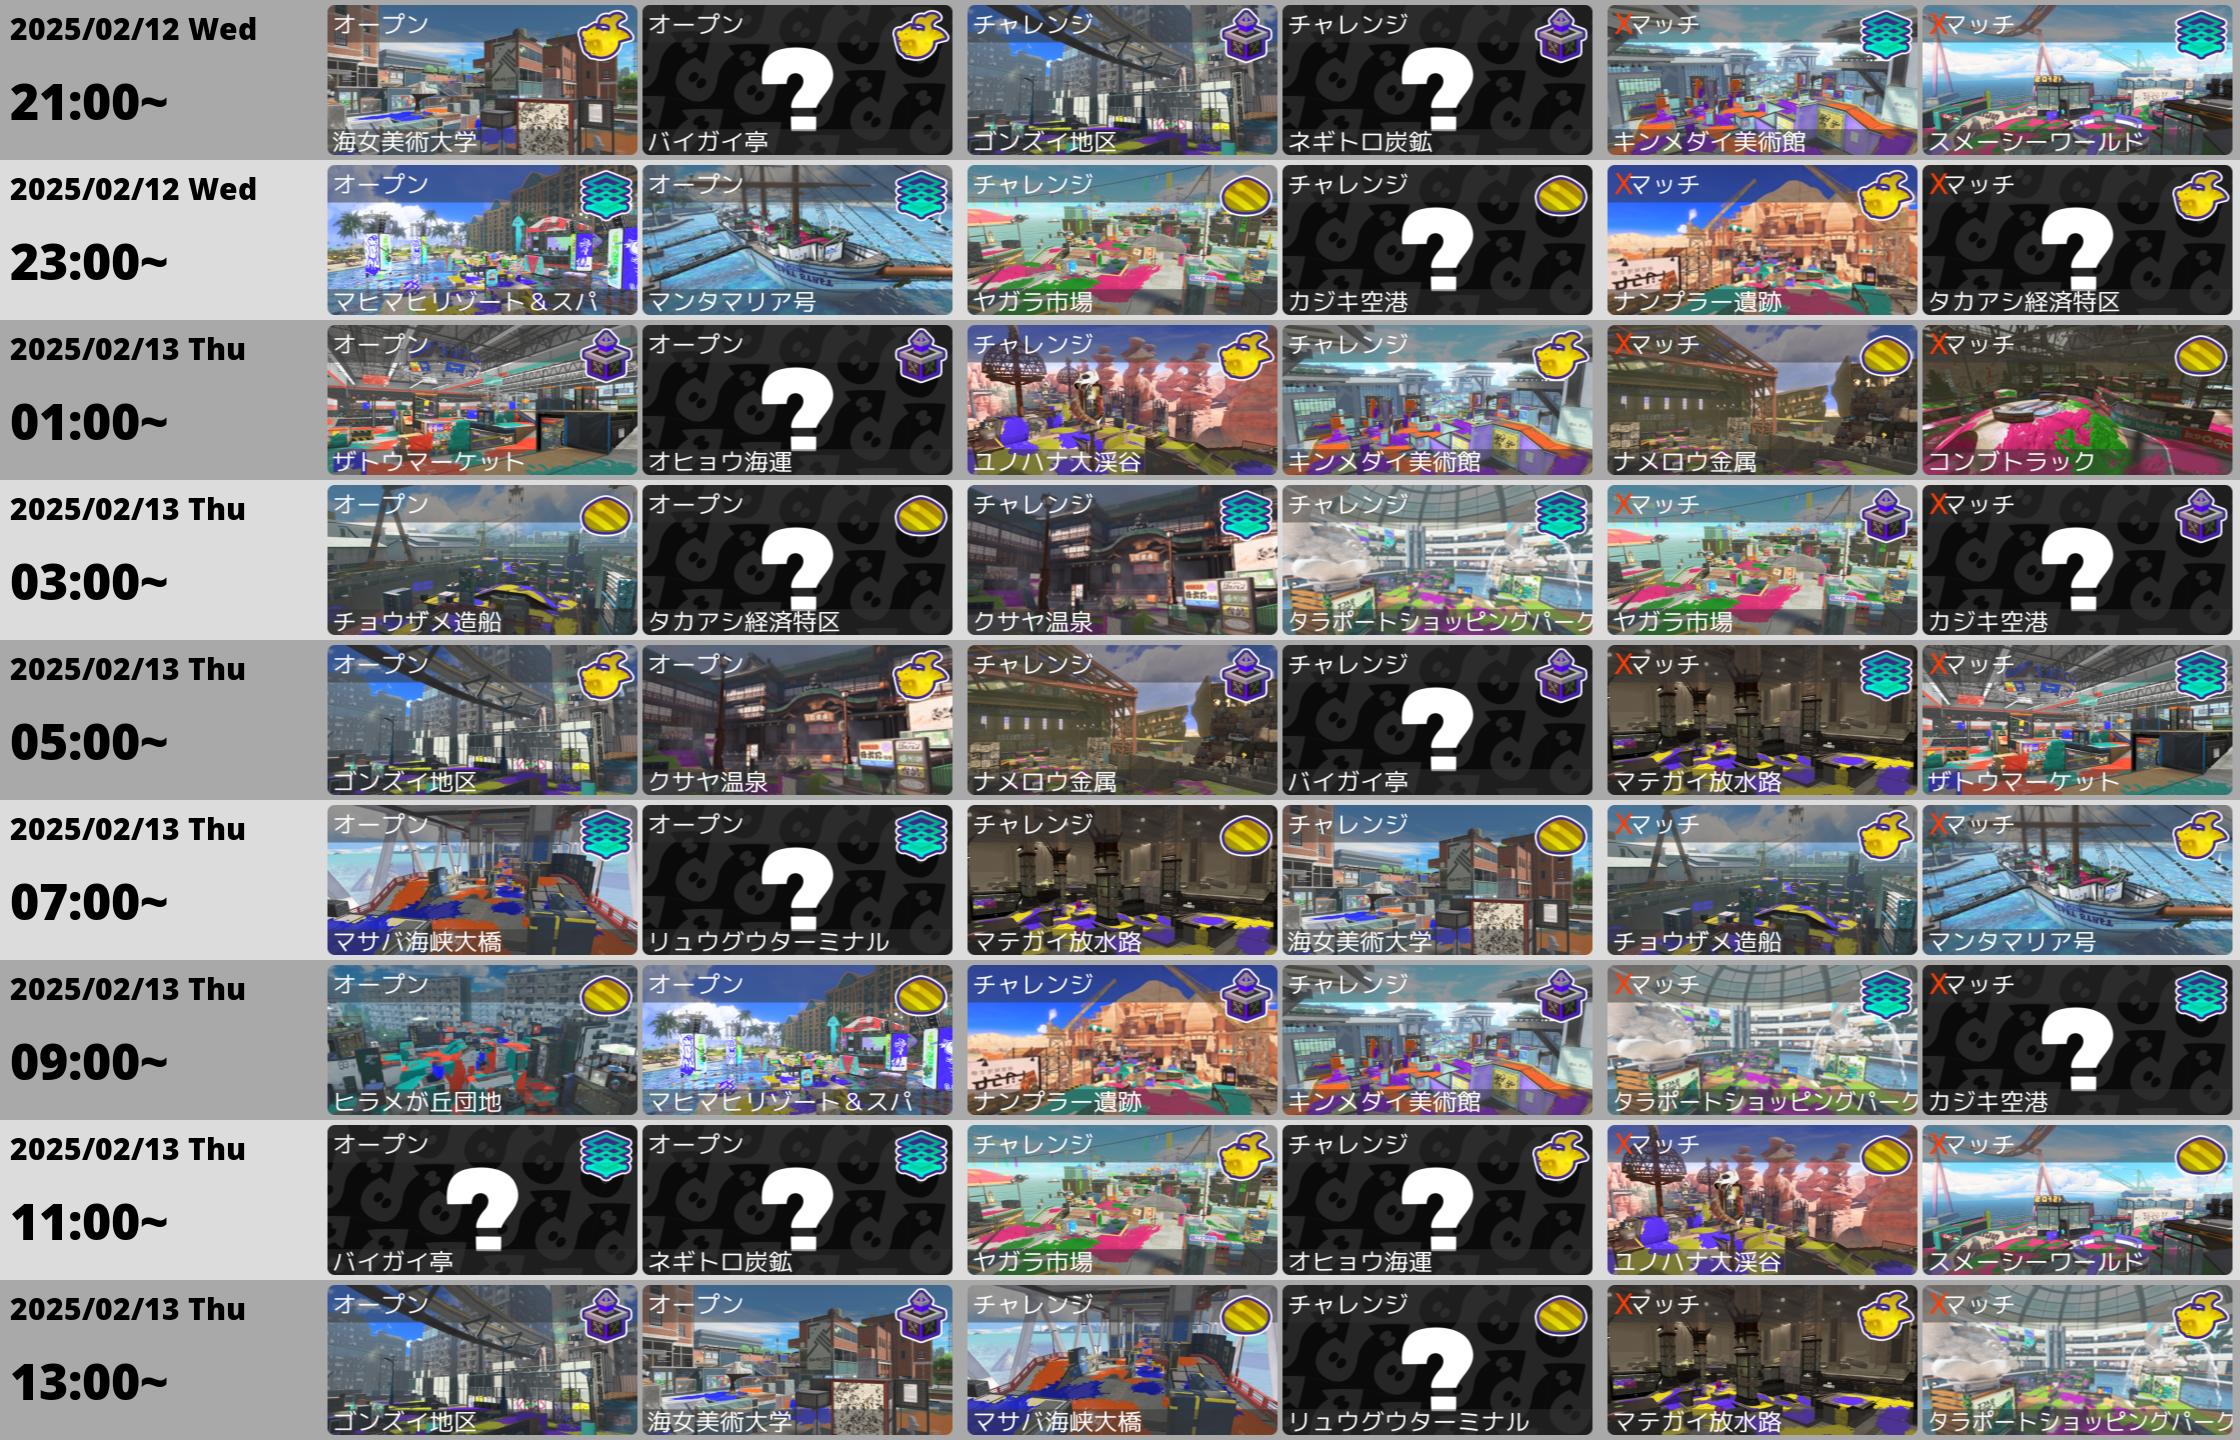 2025/02/12 Wed
21:00~
オープン
海女美術大学
オープン
バイガイ亭
チャレンジ
ゴンズイ地区
チャレンジ
ネギトロ炭鉱
Xマッチ
キンメダイ美術館
Xマッチ
スメーシーワールド
2025/02/12 Wed
23:00~
オープン
マヒマヒリゾート＆スパ
オープン
マンタマリア号
チャレンジ
ヤガラ市場
チャレンジ
カジキ空港
Xマッチ
ナンプラー遺跡
Xマッチ
タカアシ経済特区
2025/02/13 Thu
01:00~
オープン
ザトウマーケット
オープン
オヒョウ海運
チャレンジ
ユノハナ大渓谷
チャレンジ
キンメダイ美術館
Xマッチ
ナメロウ金属
Xマッチ
コンブトラック
2025/02/13 Thu
03:00~
オープン
チョウザメ造船
オープン
タカアシ経済特区
チャレンジ
クサヤ温泉
チャレンジ
タラポートショッピングパーク
Xマッチ
ヤガラ市場
Xマッチ
カジキ空港
2025/02/13 Thu
05:00~
オープン
ゴンズイ地区
オープン
クサヤ温泉
チャレンジ
ナメロウ金属
チャレンジ
バイガイ亭
Xマッチ
マテガイ放水路
Xマッチ
ザトウマーケット
2025/02/13 Thu
07:00~
オープン
マサバ海峡大橋
オープン
リュウグウターミナル
チャレンジ
マテガイ放水路
チャレンジ
海女美術大学
Xマッチ
チョウザメ造船
Xマッチ
マンタマリア号
2025/02/13 Thu
09:00~
オープン
ヒラメが丘団地
オープン
マヒマヒリゾート＆スパ
チャレンジ
ナンプラー遺跡
チャレンジ
キンメダイ美術館
Xマッチ
タラポートショッピングパーク
Xマッチ
カジキ空港
2025/02/13 Thu
11:00~
オープン
バイガイ亭
オープン
ネギトロ炭鉱
チャレンジ
ヤガラ市場
チャレンジ
オヒョウ海運
Xマッチ
ユノハナ大渓谷
Xマッチ
スメーシーワールド
2025/02/13 Thu
13:00~
オープン
ゴンズイ地区
オープン
海女美術大学
チャレンジ
マサバ海峡大橋
チャレンジ
リュウグウターミナル
Xマッチ
マテガイ放水路
Xマッチ
タラポートショッピングパーク